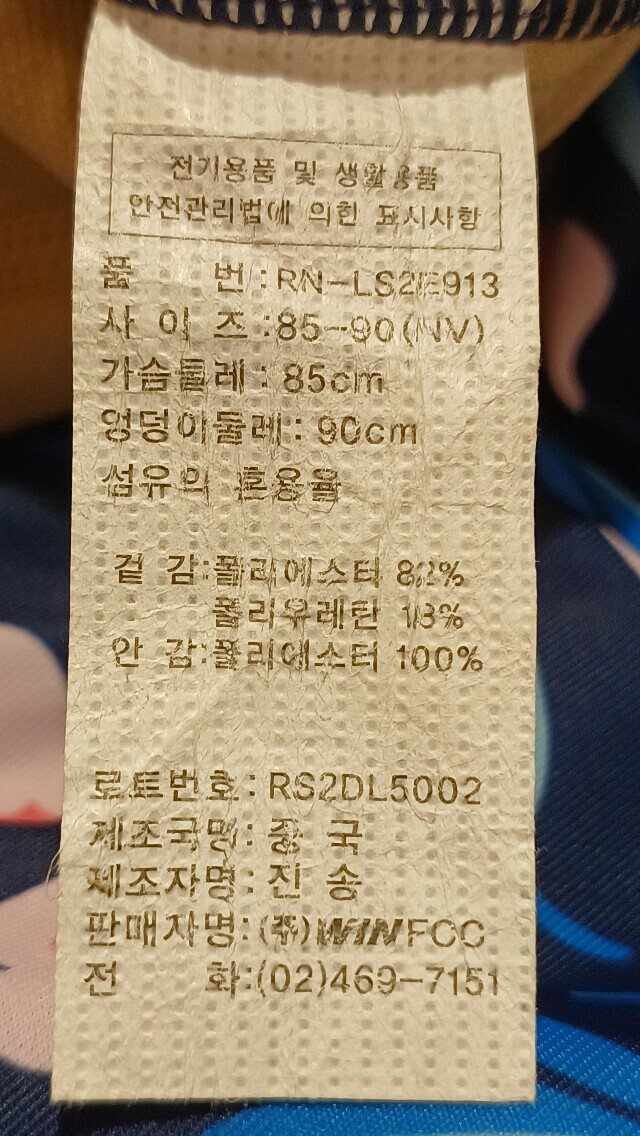 전기용품 및 생활용품
안전관리법에 의한 표시사항
품 번 : RN-LS2E913
사 이 즈 : 85-90(NV)
가슴둘레 : 85cm
엉덩이둘레 : 90cm
섬유의 혼용율
겉 감 : 폴리에스터 82%
폴리우레탄 18%
안 감 : 폴리에스터 100%
로트번호 : RS2DL5002
제조국명 : 중 국
제조자명 : 진 송
판매자명 : (주)WINFCC
전 화 : (02)469-7151